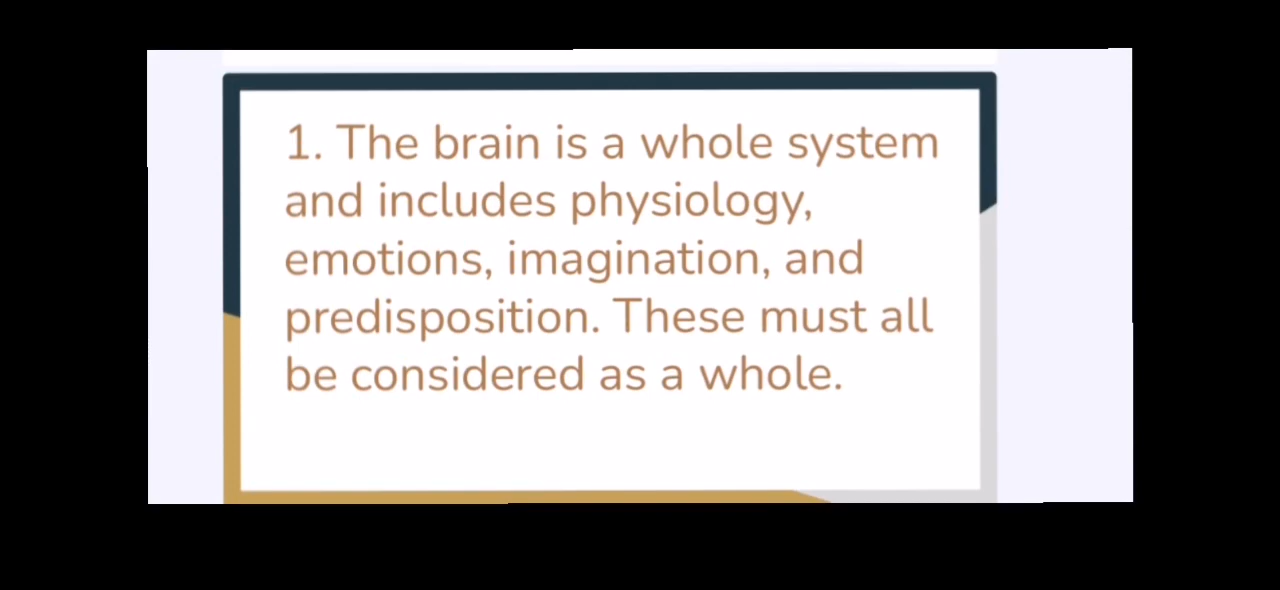 1. The brain is a whole system
and includes physiology,
emotions, imagination, and
predisposition. These must all
be considered as a whole.